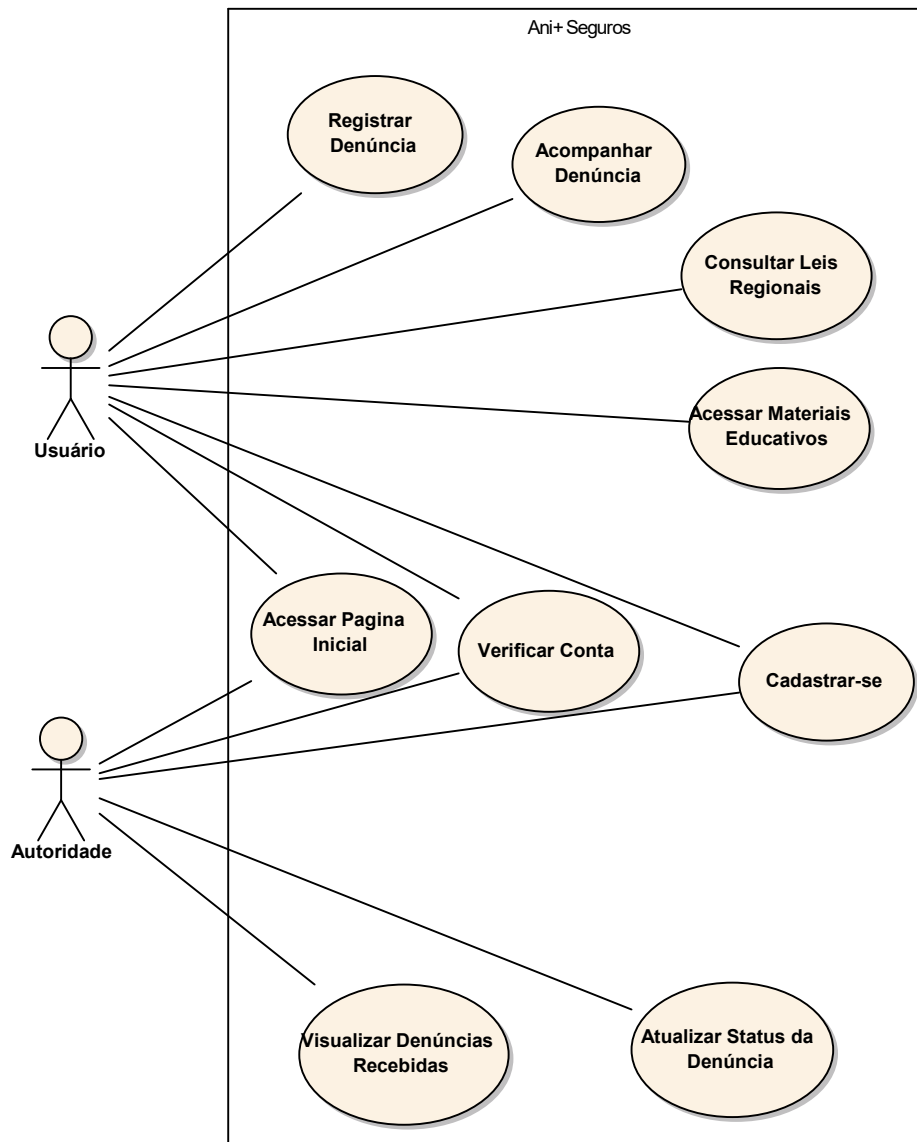 Ani+ Seguros
Registrar
Denúncia
Acompanhar
Denúncia
Consultar Leis
Regionais
Acessar Materiais
Educativos
Usuário
Acessar Pagina
Inicial
Verificar Conta
Cadastrar-se
Autoridade
Visualizar Denúncias
Recebidas
Atualizar Status da
Denúncia